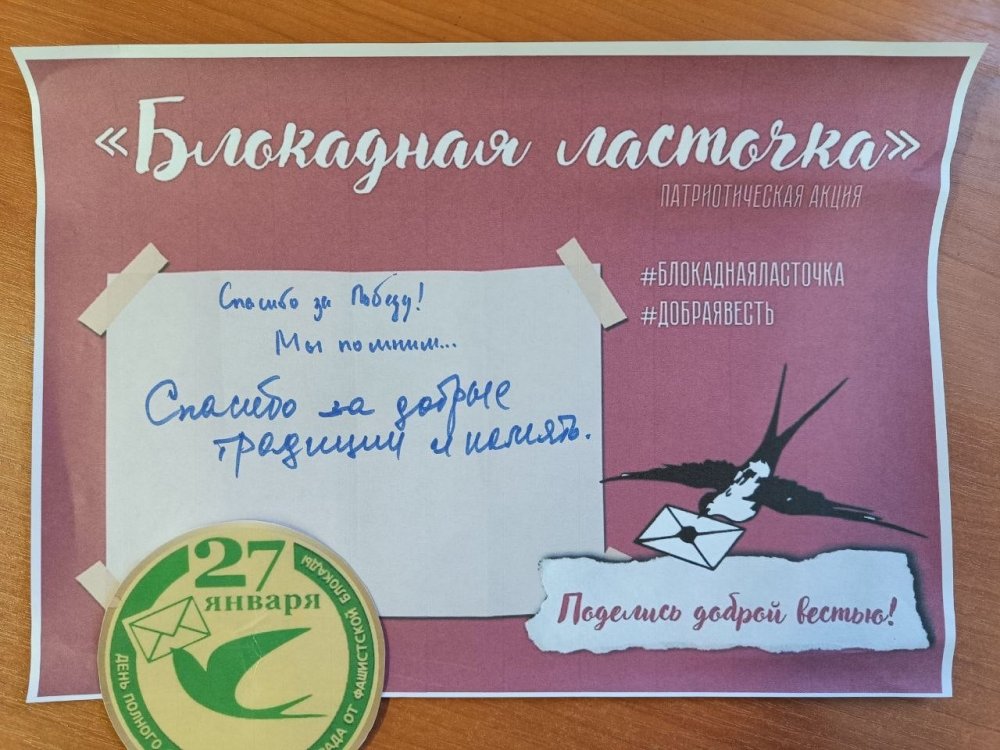 «Блокадная ласточка»
ПАТРИОТИЧЕСКАЯ АКЦИЯ
#БЛОКАДНАЯЛАСТОЧКА
#ДОБРАЯВЕСТЬ
Спасибо за Победу!
Мы помним...
Спасибо за добрые
традиции и память.
Поделись доброй вестью!
27
января
ДЕНЬ ПОЛНОГО
ОТ ФАШИСТСКОЙ БЛОКАДЫ